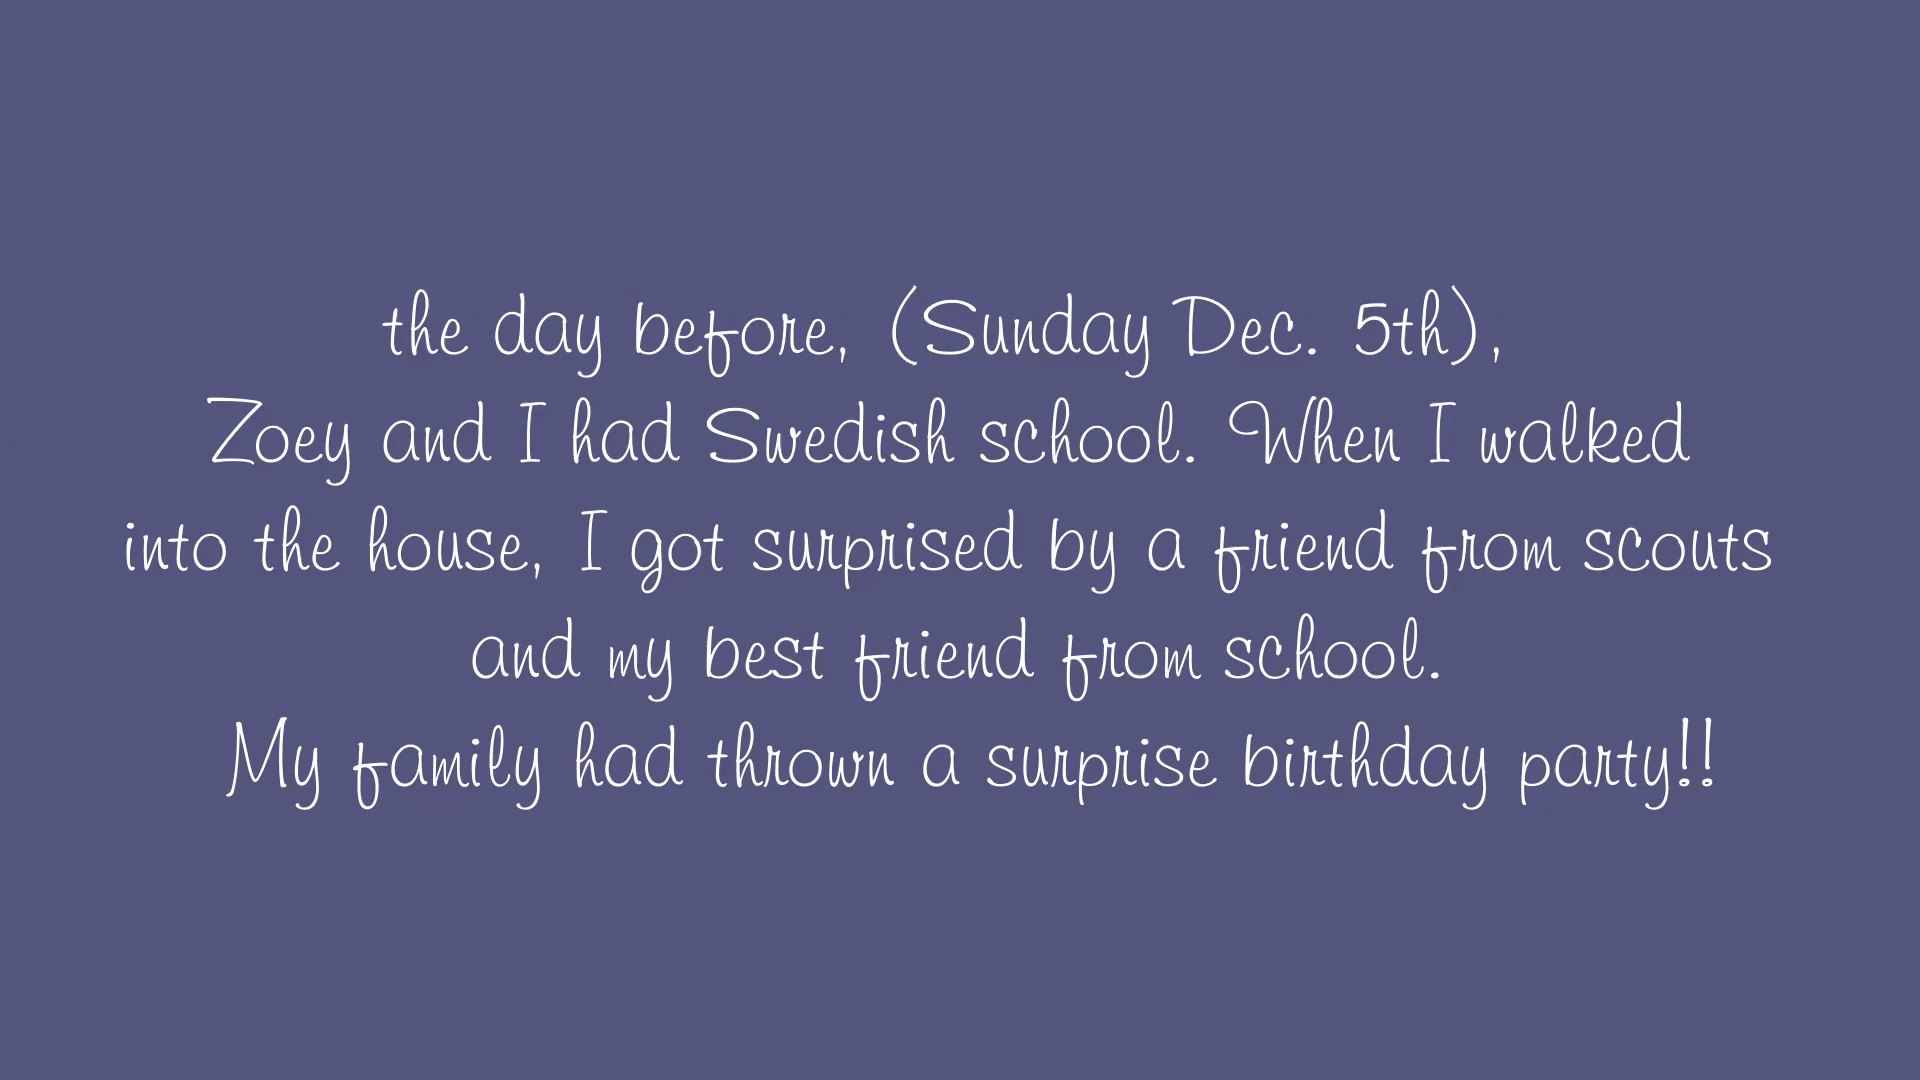 the day before, (Sunday Dec. 5th),
Zoey and I had Swedish school. When I walked
into the house, I got surprised by a friend from scouts
and my best friend from school.
My family had thrown a surprise birthday party!!